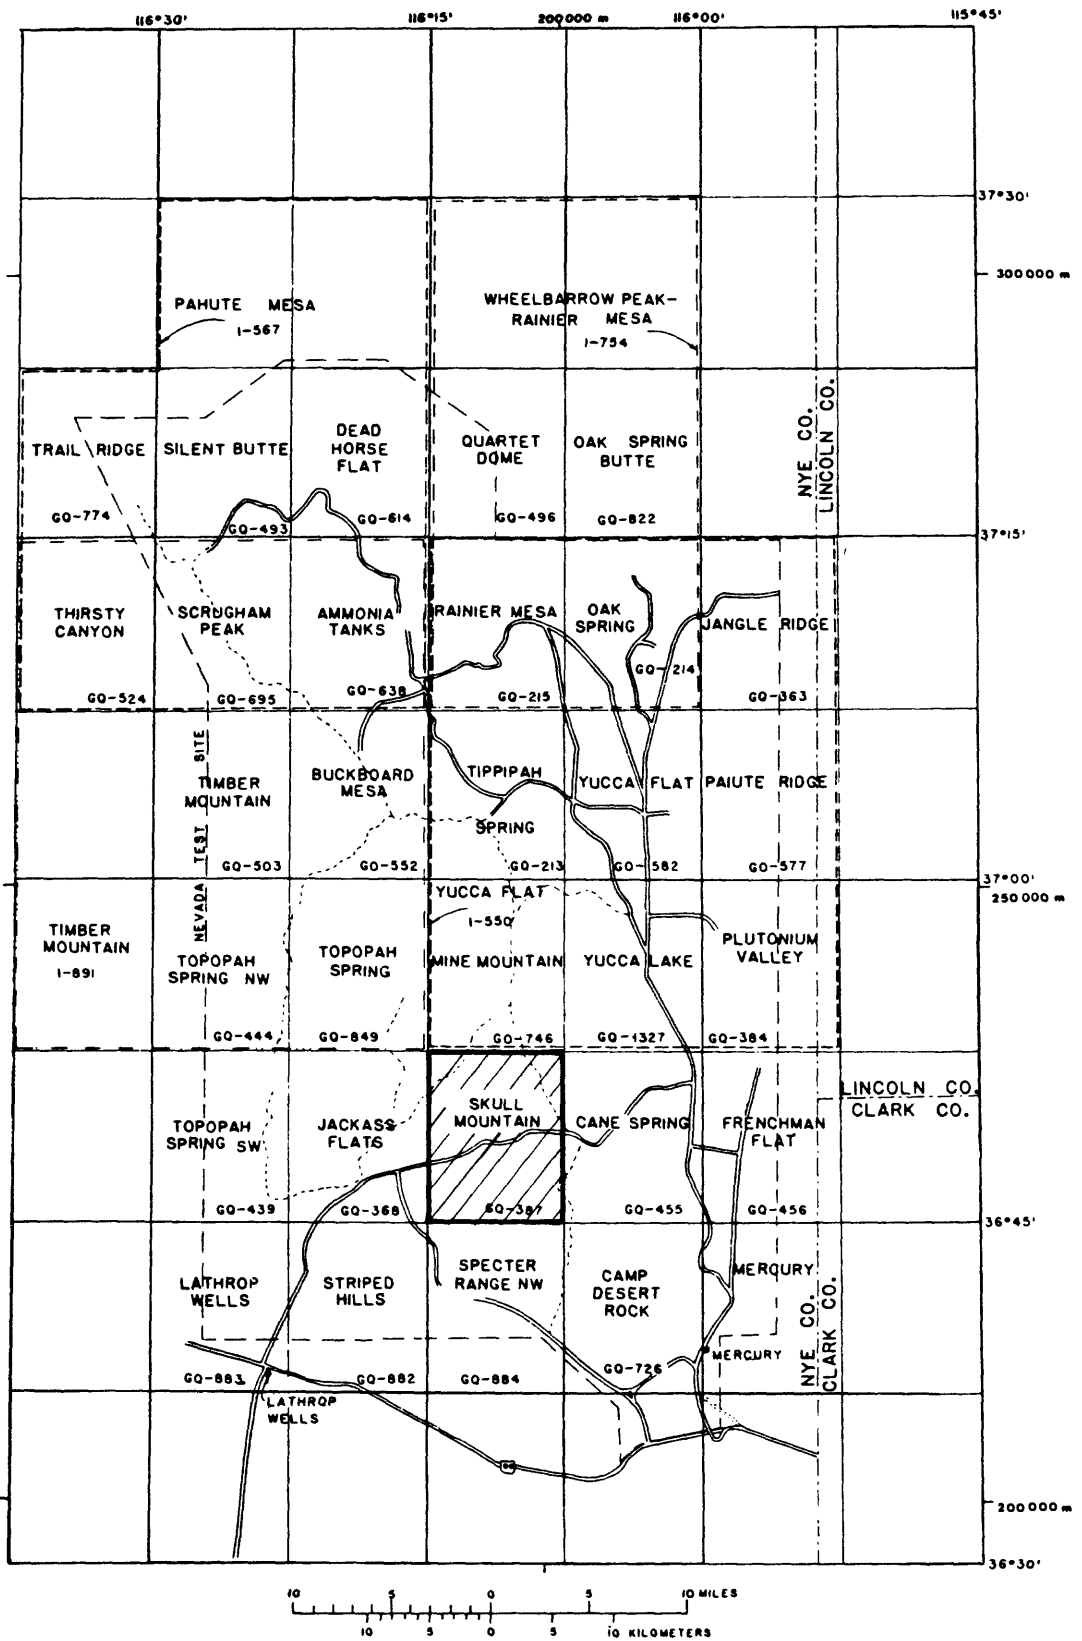 116°30'
116°15'
200000 m
116°00'
115°45'
37°30'
300000 m
PAHUTE MESA
I-567
WHEELBARROW PEAK-
RAINIER MESA
I-754
NYE CO.
LINCOLN CO.
TRAIL RIDGE
SILENT BUTTE
DEAD
HORSE
FLAT
QUARTET
DOME
OAK SPRING
BUTTE
GQ-774
GQ-493
GQ-614
GQ-496
GQ-822
37°15'
THIRSTY
CANYON
SCRUGHAM
PEAK
AMMONIA
TANKS
RAINIER MESA
OAK
SPRING
JANGLE RIDGE
GQ-524
GQ-695
GQ-638
GQ-215
GQ-214
GQ-363
NEVADA TEST SITE
TIMBER
MOUNTAIN
BUCKBOARD
MESA
TIPPIPAH
SPRING
YUCCA FLAT
PAIUTE RIDGE
GQ-503
GQ-552
GQ-213
GQ-582
GQ-577
37°00'
250000 m
YUCCA FLAT
I-550
TIMBER
MOUNTAIN
I-891
TOPOPAH
SPRING NW
TOPOPAH
SPRING
MINE MOUNTAIN
YUCCA LAKE
PLUTONIUM
VALLEY
GQ-444
GQ-849
GQ-746
GQ-1327
GQ-384
LINCOLN CO.
CLARK CO.
TOPOPAH
SPRING SW
JACKASS
FLATS
SKULL
MOUNTAIN
CANE SPRING
FRENCHMAN
FLAT
GQ-439
GQ-368
GQ-387
GQ-455
GQ-456
36°45'
LATHROP
WELLS
STRIPED
HILLS
SPECTER
RANGE NW
CAMP
DESERT
ROCK
MERCURY
NYE CO.
CLARK CO.
MERCURY
GQ-883
GQ-882
GQ-884
GQ-726
LATHROP
WELLS
200000 m
36°30'
10 5 0 5 10 MILES
10 5 0 5 10 KILOMETERS